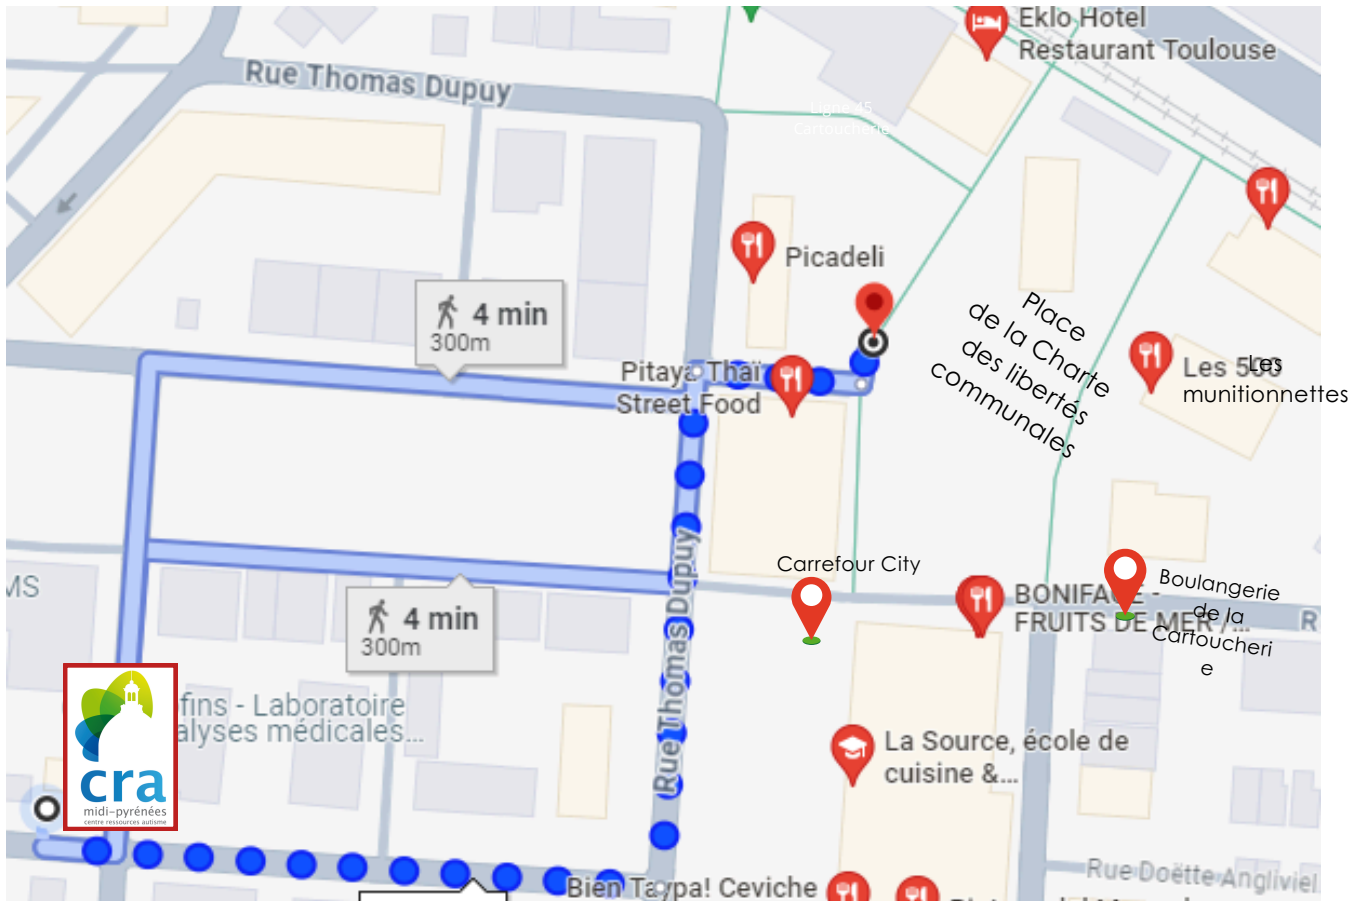 Eklo Hotel
Restaurant Toulouse
Rue Thomas Dupuy
Ligne 45
Cartoucherie
Picadeli
4 min
300m
Place
de la Charte
des libertés
communales
Pitaya Thaï
Street Food
Les
munitionnettes
Carrefour City
MS
4 min
300m
BONIFACE -
FRUITS DE MER /...
Boulangerie
de la
Cartoucheri
e
R
Rue Thomas Dupuy
fins - Laboratoire
alyses médicales...
La Source, école de
cuisine &...
cra
midi-pyrénées
centre ressources autisme
Rue Doëtte Angliviel
Bien Taypa! Ceviche